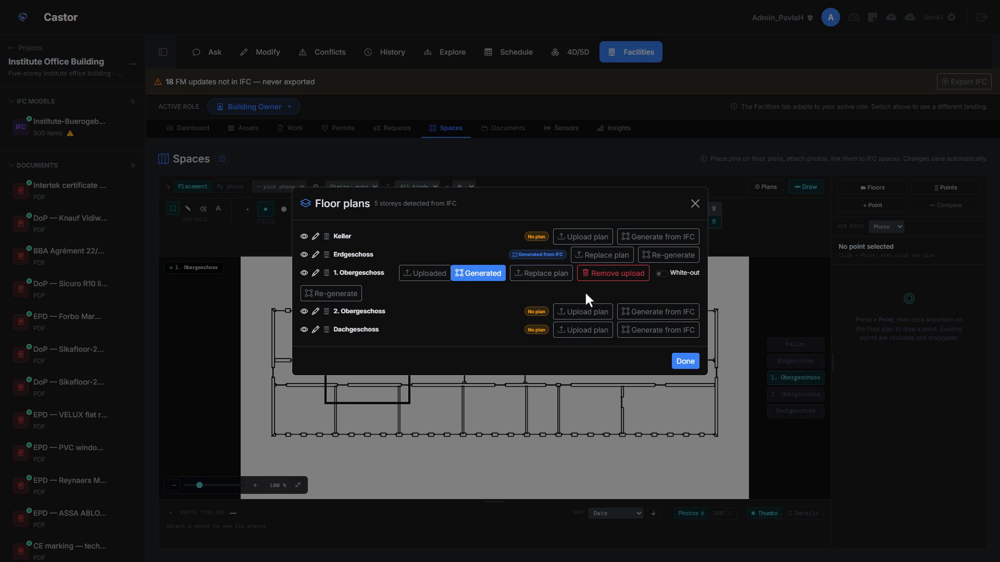 Castor
Admin_PavlaH
A
llama3
Projects
Institute Office Building
...
Five-storey institute office building - ...
Ask
Modify
Conflicts
History
Explore
Schedule
4D/5D
Facilities
18 FM updates not in IFC — never exported
Export IFC
IFC MODELS
+
IFC
Institute-Buerogeb...
800 items
DOCUMENTS
+
Intertek certificate ...
PDF
DoP — Knauf Vidiw...
PDF
BBA Agrément 22/...
PDF
DoP — Sicuro R10 li...
PDF
EPD — Forbo Mar...
PDF
DoP — Sikafloor-2...
PDF
DoP — Sikafloor-2...
PDF
EPD — VELUX flat r...
PDF
EPD — PVC windo...
PDF
EPD — Reynaers M...
PDF
EPD — ASSA ABLO...
PDF
CE marking — tech...
PDF
ACTIVE ROLE
Building Owner
The Facilities tab adapts to your active role. Switch above to see a different landing.
Dashboard
Assets
Work
Permits
Requests
Spaces
Documents
Sensors
Insights
Spaces
?
Place pins on floor plans, attach photos, link them to IFC spaces. Changes save automatically.
Placement
By phase
— pick phase
Digits: auto
All kinds
M
Plans
Draw
A
NÁSTROJE
ŠTĚTCE
1. Obergeschoss
Floor plans
5 storeys detected from IFC
Keller
No plan
Upload plan
Generate from IFC
Erdgeschoss
Generated from IFC
Replace plan
Re-generate
1. Obergeschoss
Uploaded
Generated
Replace plan
Remove upload
White-out
Re-generate
2. Obergeschoss
No plan
Upload plan
Generate from IFC
Dachgeschoss
No plan
Upload plan
Generate from IFC
Done
Keller
Erdgeschoss
1. Obergeschoss
2. Obergeschoss
Dachgeschoss
− + 100 %
PHOTO TIMELINE —
SORT
Date
Photos 0
360° 0
Thumbs
Details
Select a point to see its photos
Floors
Points
+ Point
Compare
NEW POINT
Photo
No point selected
Click + Point, then click the plan
Press + Point, then click anywhere on
the floor plan to drop a point. Existing
points are clickable and draggable.